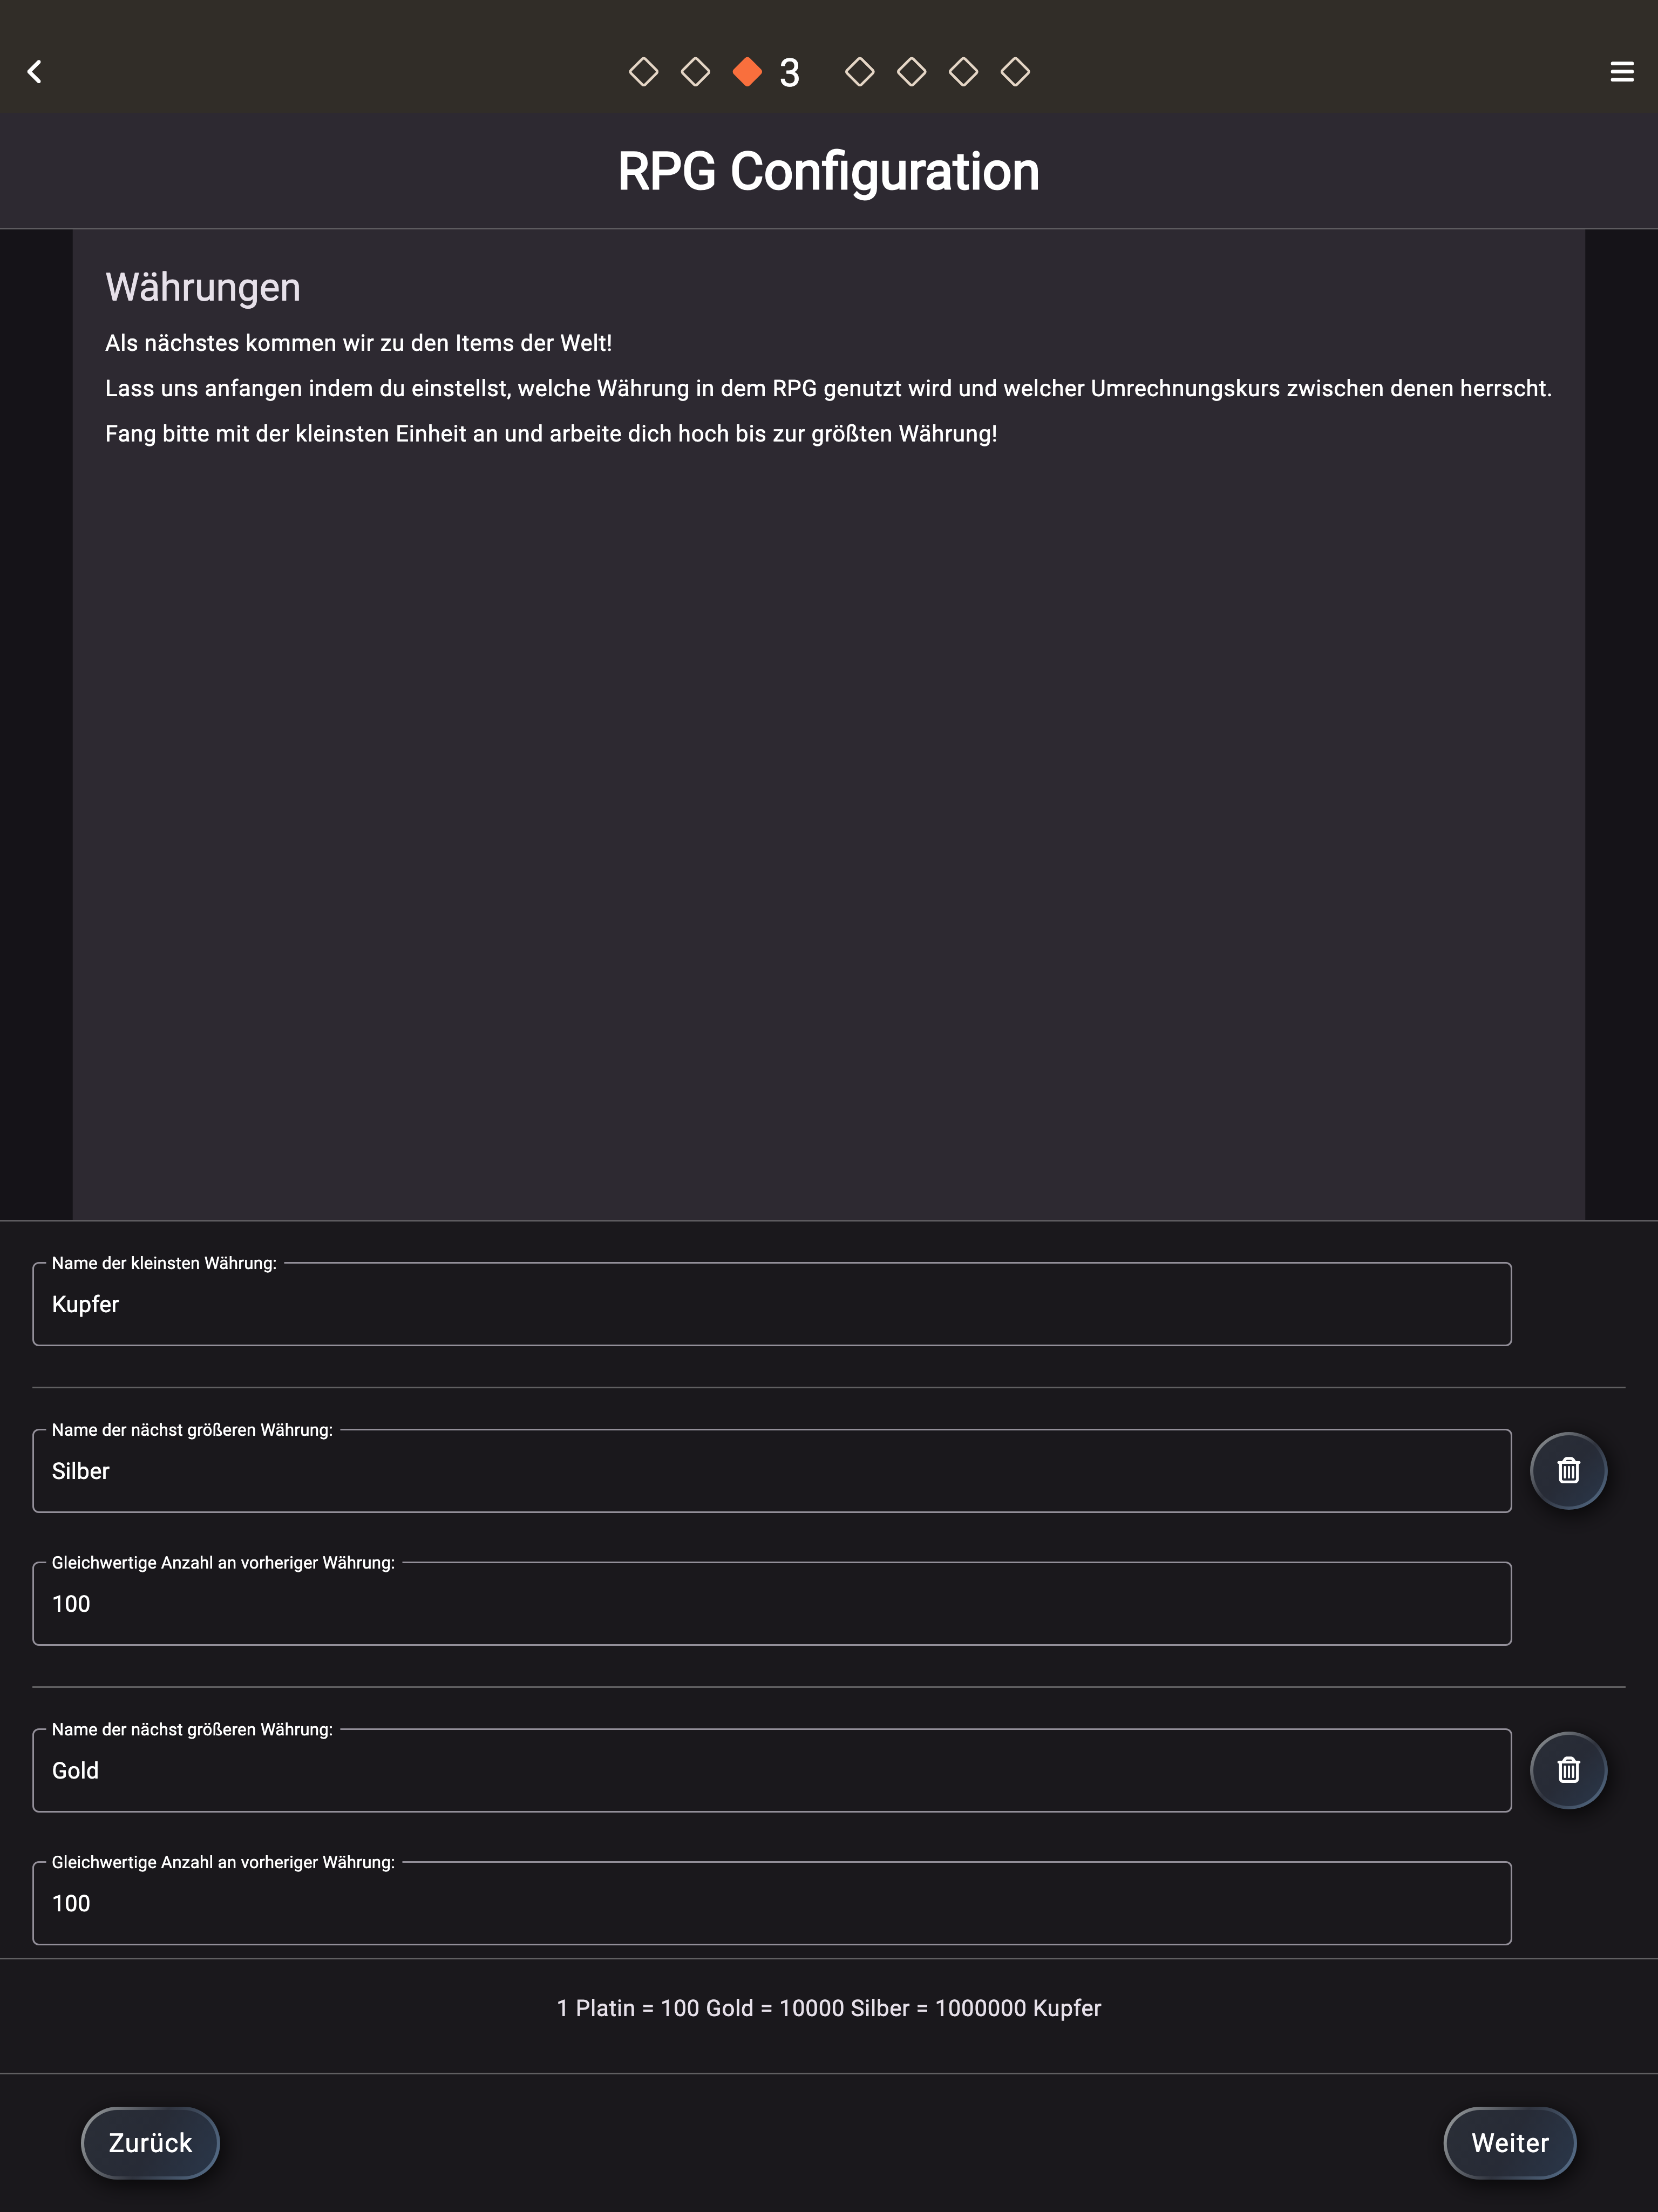 3
RPG Configuration
Währungen
Als nächstes kommen wir zu den Items der Welt!
Lass uns anfangen indem du einstellst, welche Währung in dem RPG genutzt wird und welcher Umrechnungskurs zwischen denen herrscht.
Fang bitte mit der kleinsten Einheit an und arbeite dich hoch bis zur größten Währung!
Name der kleinsten Währung:
Kupfer
Name der nächst größeren Währung:
Silber
Gleichwertige Anzahl an vorheriger Währung:
100
Name der nächst größeren Währung:
Gold
Gleichwertige Anzahl an vorheriger Währung:
100
1 Platin = 100 Gold = 10000 Silber = 1000000 Kupfer
Zurück
Weiter